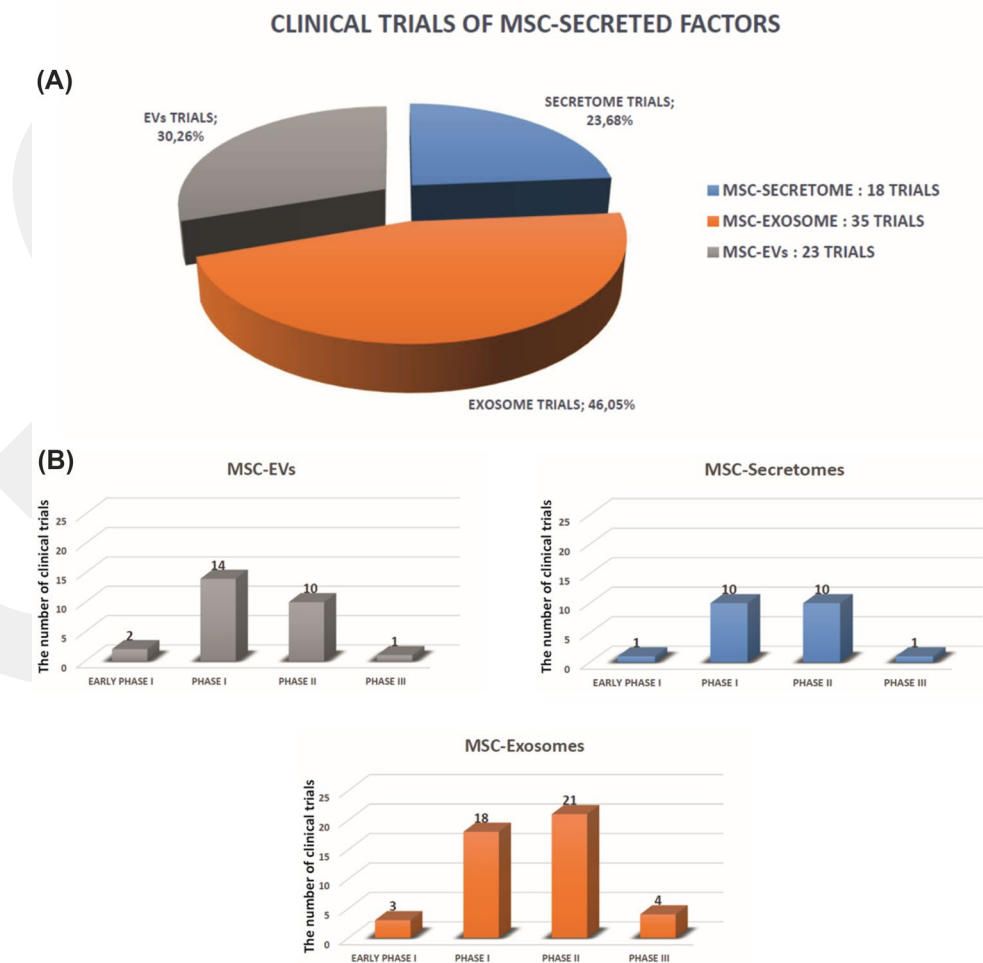 CLINICAL TRIALS OF MSC-SECRETED FACTORS
(A)
EVs TRIALS;
30,26%
SECRETOME TRIALS;
23,68%
MSC-SECRETOME : 18 TRIALS
MSC-EXOSOME : 35 TRIALS
MSC-EVs : 23 TRIALS
EXOSOME TRIALS; 46,05%
(B)
MSC-EVs
The number of clinical trials
25
20
15
10
5
0
2
14
10
1
EARLY PHASE I
PHASE I
PHASE II
PHASE III
MSC-Secretomes
The number of clinical trials
25
20
15
10
5
0
1
10
10
1
EARLY PHASE I
PHASE I
PHASE II
PHASE III
MSC-Exosomes
The number of clinical trials
25
20
15
10
5
0
3
18
21
4
EARLY PHASE I
PHASE I
PHASE II
PHASE III